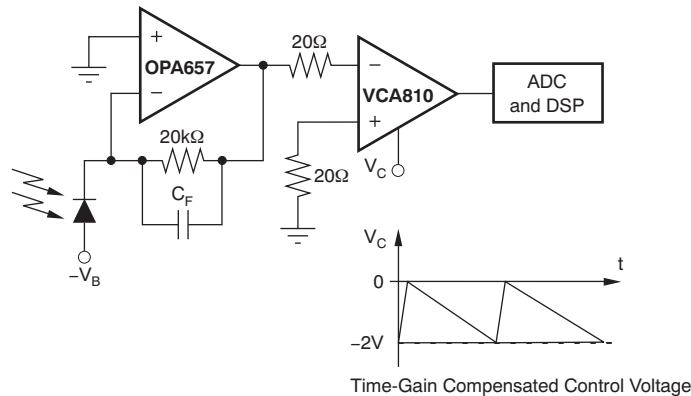 +
OPA657
−
20kΩ
C_F
−V_B
20Ω
−
VCA810
+
20Ω
V_C
ADC
and DSP
V_C
0
t
−2V
Time-Gain Compensated Control Voltage